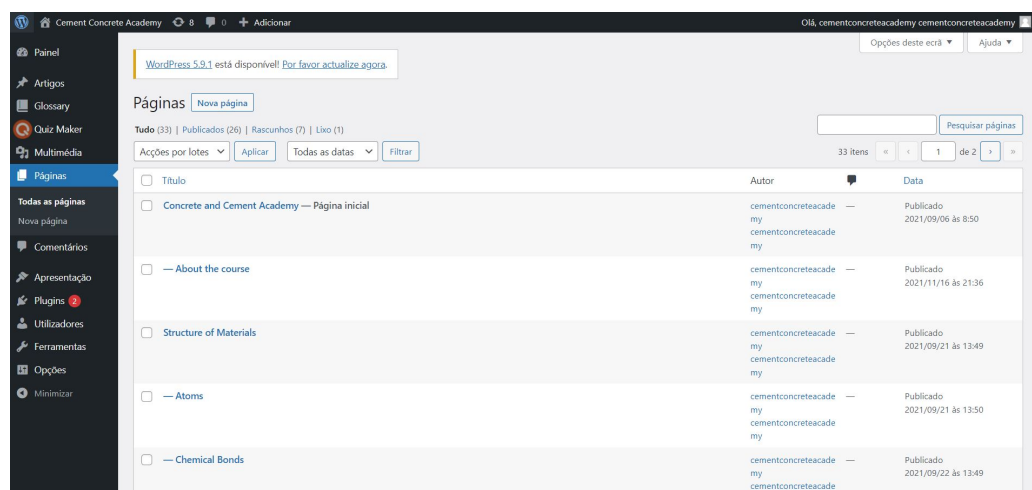 Cement Concrete Academy 8 0 + Adicionar Olá, cementconcreteacademy cementconcreteacademy
Opções deste ecrã ▼ Ajuda ▼
Painel
Artigos
Glossary
Quiz Maker
Multimédia
Páginas
Todas as páginas
Nova página
Comentários
Apresentação
Plugins 2
Utilizadores
Ferramentas
Opções
Minimizar
WordPress 5.9.1 está disponível! Por favor actualize agora.
Páginas Nova página
Tudo (33) | Publicados (26) | Rascunhos (7) | Lixo (1)
Pesquisar páginas
Acções por lotes Aplicar Todas as datas Filtrar 33 itens « ‹ 1 de 2 › »
Título Autor Data
Concrete and Cement Academy — Página inicial
cementconcreteacade
my
cementconcreteacade
my
—
Publicado
2021/09/06 às 8:50
— About the course
cementconcreteacade
my
cementconcreteacade
my
—
Publicado
2021/11/16 às 21:36
Structure of Materials
cementconcreteacade
my
cementconcreteacade
my
—
Publicado
2021/09/21 às 13:49
— Atoms
cementconcreteacade
my
cementconcreteacade
my
—
Publicado
2021/09/21 às 13:50
— Chemical Bonds
cementconcreteacade
my
cementconcreteacade
—
Publicado
2021/09/22 às 13:49